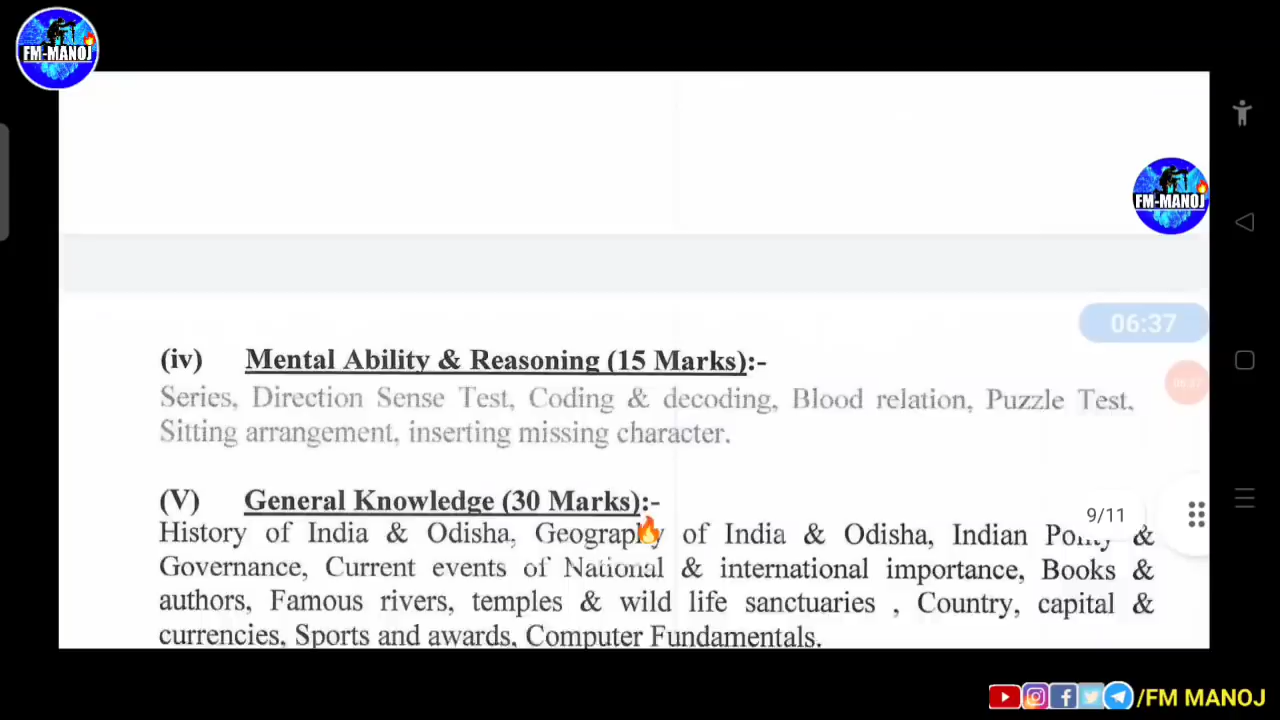 FM-MANOJ
FM-MANOJ
06:37
(iv) Mental Ability & Reasoning (15 Marks):-
Series, Direction Sense Test, Coding & decoding, Blood relation, Puzzle Test.
Sitting arrangement, inserting missing character.
(V) General Knowledge (30 Marks):-
9/11
History of India & Odisha, Geography of India & Odisha, Indian &
Governance, Current events of National & international importance, Books &
authors, Famous rivers, temples & wild life sanctuaries , Country, capital &
currencies, Sports and awards, Computer Fundamentals.
/FM MANOJ